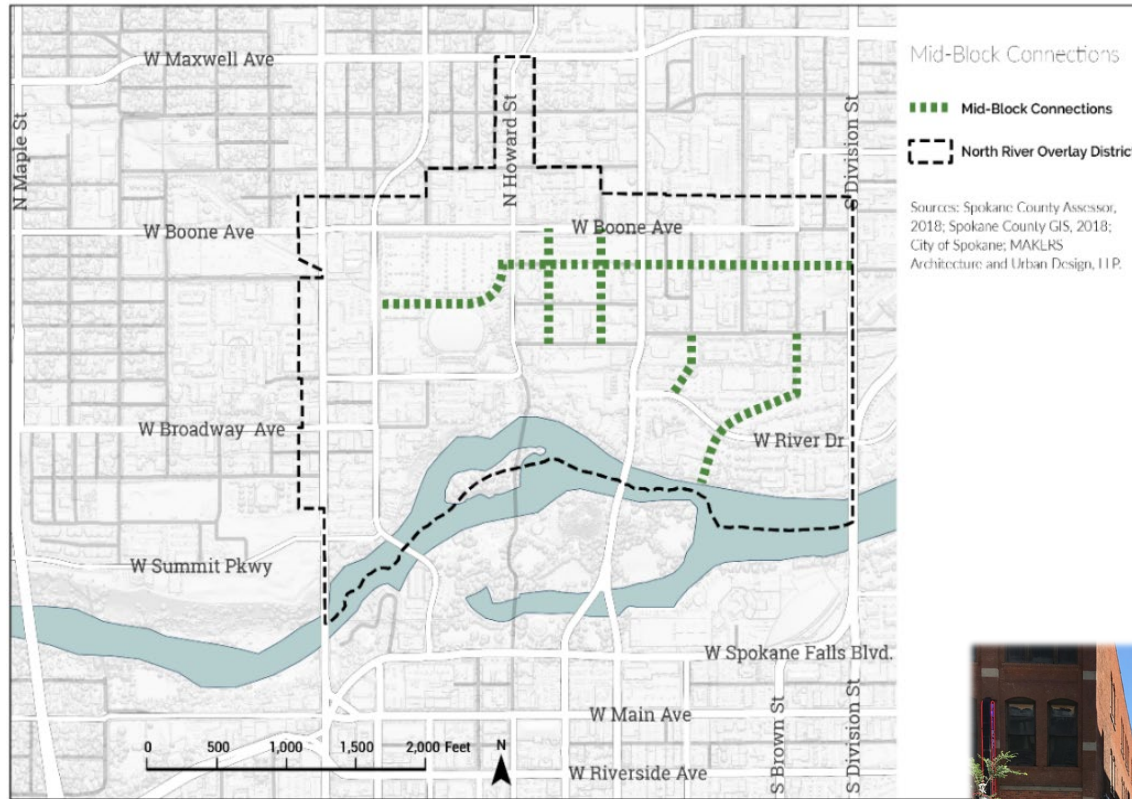 W Maxwell Ave
N Maple St
N Howard St
S Division St
W Boone Ave
W Boone Ave
W Broadway Ave
W River Dr
W Summit Pkwy
W Spokane Falls Blvd.
W Main Ave
S Brown St
S Division St
W Riverside Ave
0 500 1,000 1,500 2,000 Feet
N
Mid-Block Connections
Mid-Block Connections
North River Overlay Distric
Sources: Spokane County Assessor,
2018; Spokane County GIS, 2018;
City of Spokane; MAKERS
Architecture and Urban Design, LLP.